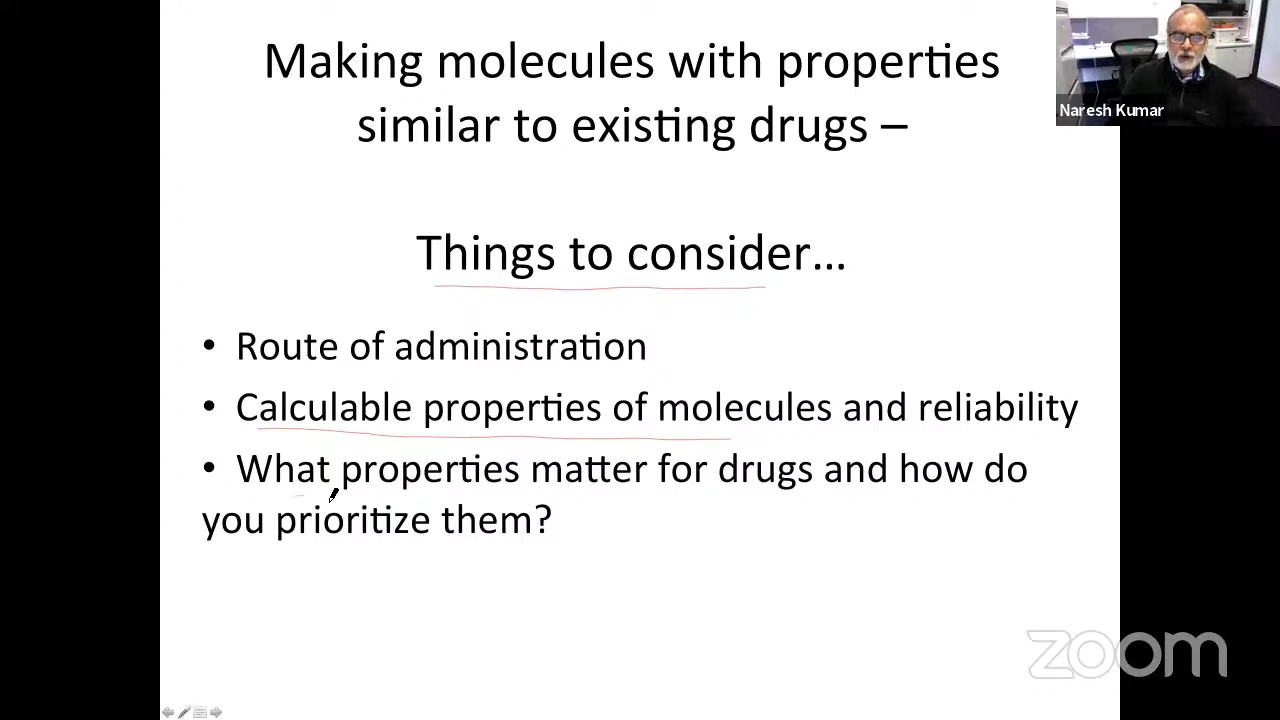 Making molecules with properties
similar to existing drugs –
Things to consider...
• Route of administration
• Calculable properties of molecules and reliability
• What properties matter for drugs and how do
you prioritize them?
Naresh Kumar
zoom